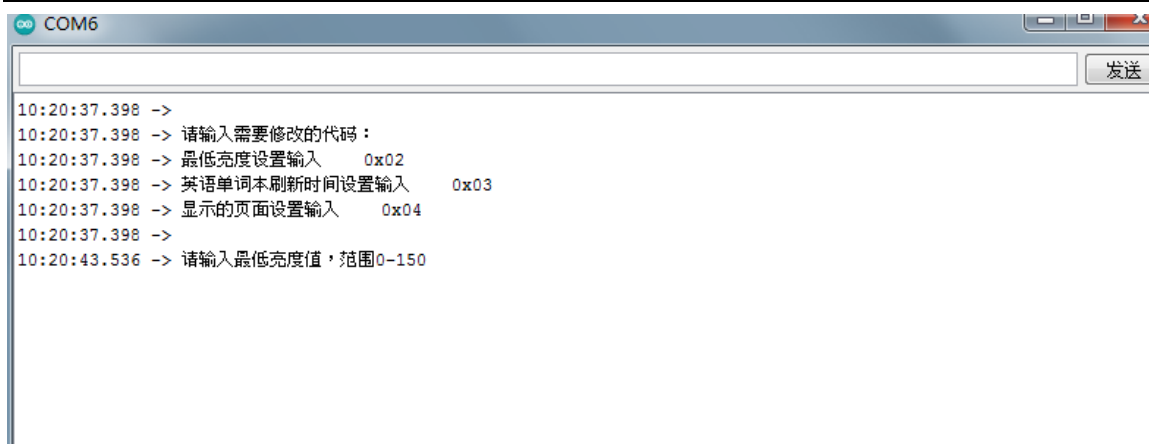 COM6
发送
10:20:37.398 ->
10:20:37.398 -> 请输入需要修改的代码：
10:20:37.398 -> 最低亮度设置输入    0x02
10:20:37.398 -> 英语单词本刷新时间设置输入    0x03
10:20:37.398 -> 显示的页面设置输入    0x04
10:20:37.398 ->
10:20:43.536 -> 请输入最低亮度值，范围0-150